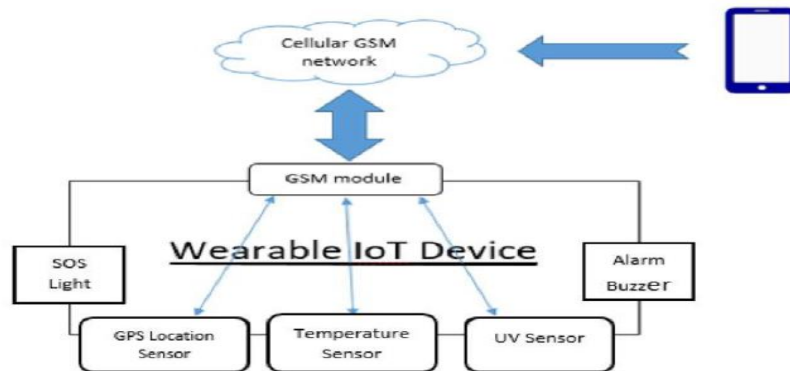 Cellular GSM
network
GSM module
Wearable IoT Device
SOS
Light
Alarm
Buzzer
GPS Location
Sensor
Temperature
Sensor
UV Sensor